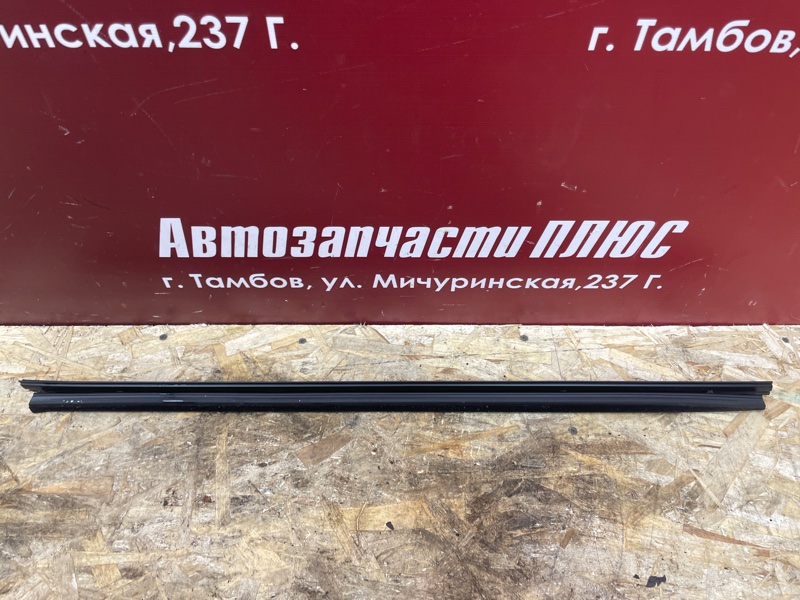 инская,237 Г.
г. Тамбов,
Автозапчасти ПЛЮС
г. Тамбов, ул. Мичуринская,237 Г.